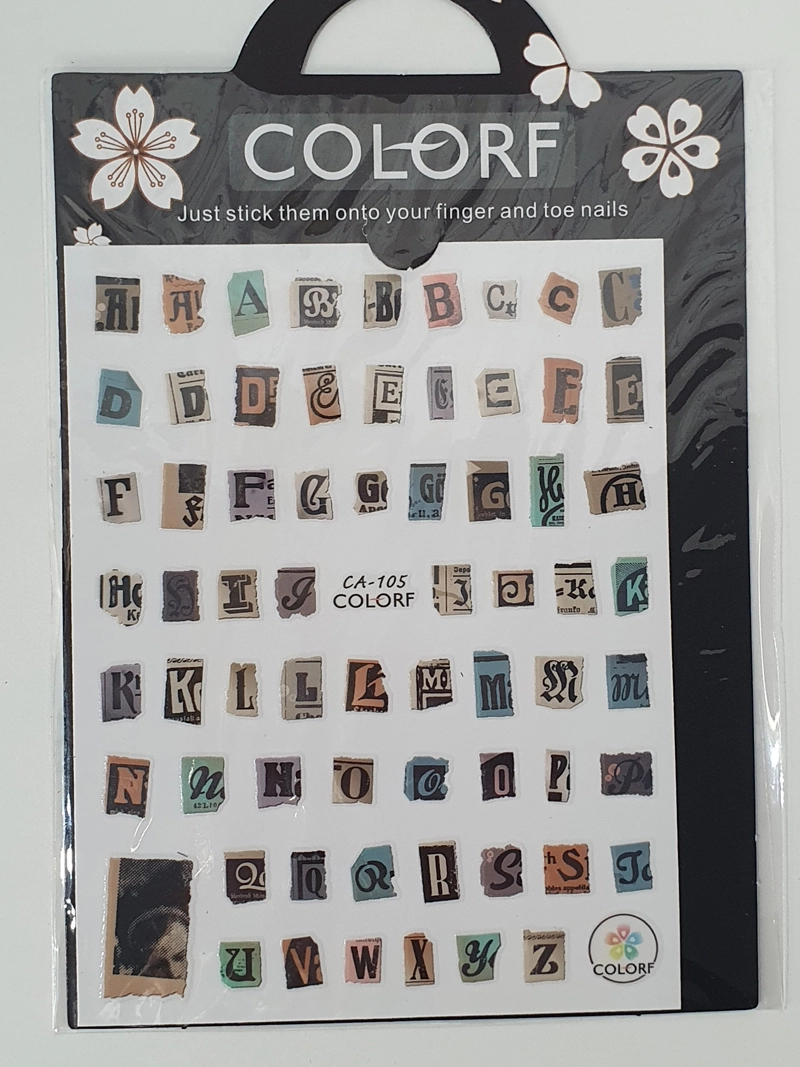 COLORF
Just stick them onto your finger and toe nails
A A A B B B C C C
D D D E E E E E E
F F F G G G G H H
H H I I CA-105 J J K K
COLORF
K K L L L M M M M
N N N O O O P P
Q Q R R S S T
U V W X Y Z COLORF